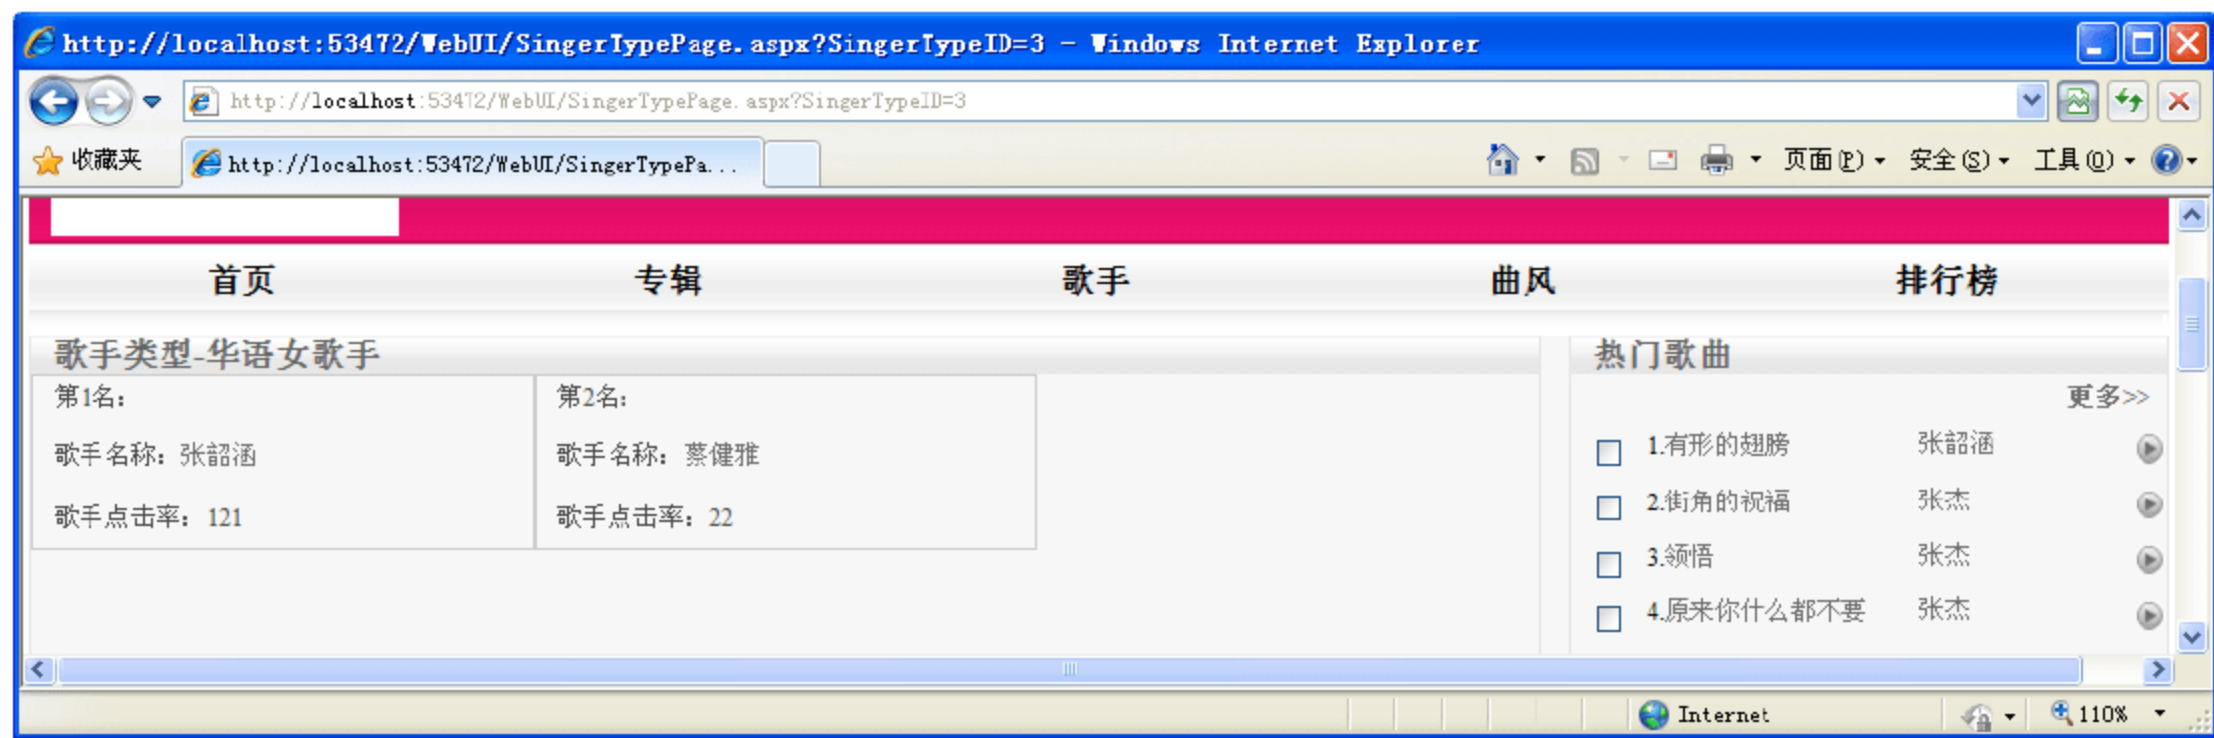 http://localhost:53472/WebUI/SingerTypePage.aspx?SingerTypeID=3 - Windows Internet Explorer
http://localhost:53472/WebUI/SingerTypePage.aspx?SingerTypeID=3
收藏夹 http://localhost:53472/WebUI/SingerTypePa... 页面(P) 安全(S) 工具(O)
首页 专辑 歌手 曲风 排行榜
歌手类型-华语女歌手
第1名：
歌手名称：张韶涵
歌手点击率：121
第2名：
歌手名称：蔡健雅
歌手点击率：22
热门歌曲
更多>>
1.有形的翅膀 张韶涵
2.街角的祝福 张杰
3.领悟 张杰
4.原来你什么都不要 张杰
Internet 110%